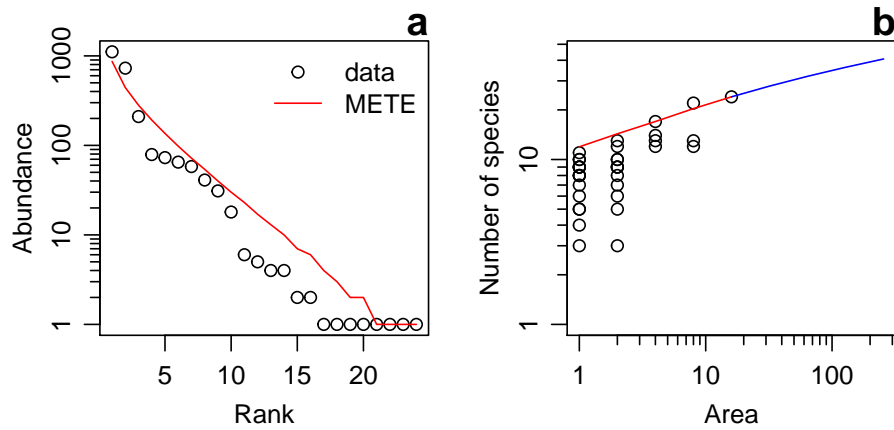 a
1000
100
10
1
Abundance
data
METE
5 10 15 20
Rank
b
10
1
Number of species
1 10 100
Area